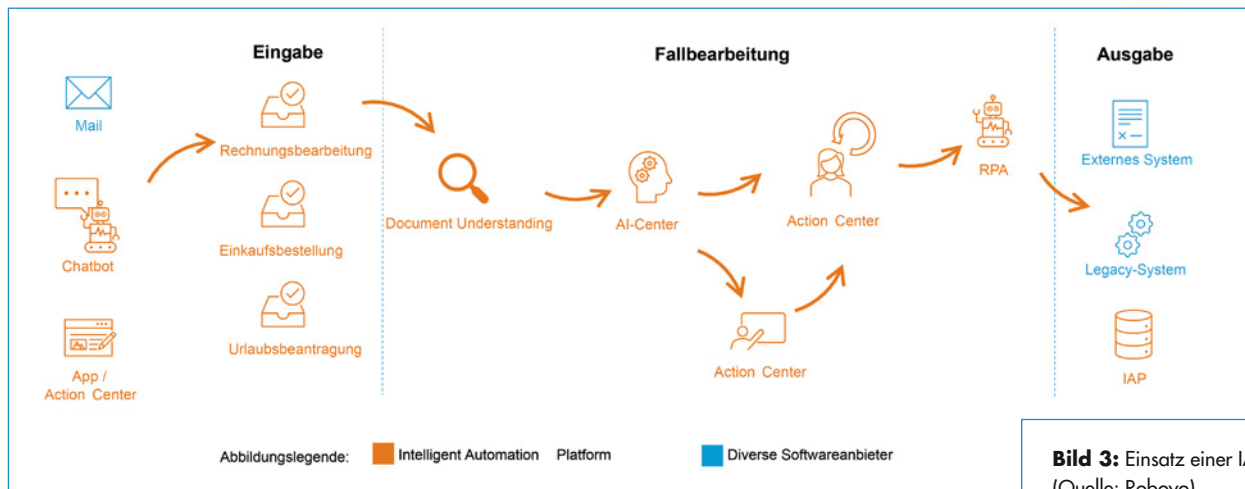 Eingabe
Fallbearbeitung
Ausgabe
Mail
Chatbot
App /
Action Center
Rechnungsbearbeitung
Einkaufsbestellung
Urlaubsbeantragung
Document Understanding
AI-Center
Action Center
Action Center
RPA
Externes System
Legacy-System
IAP
Abbildungslegende: Intelligent Automation Platform Diverse Softwareanbieter
Bild 3: Einsatz einer